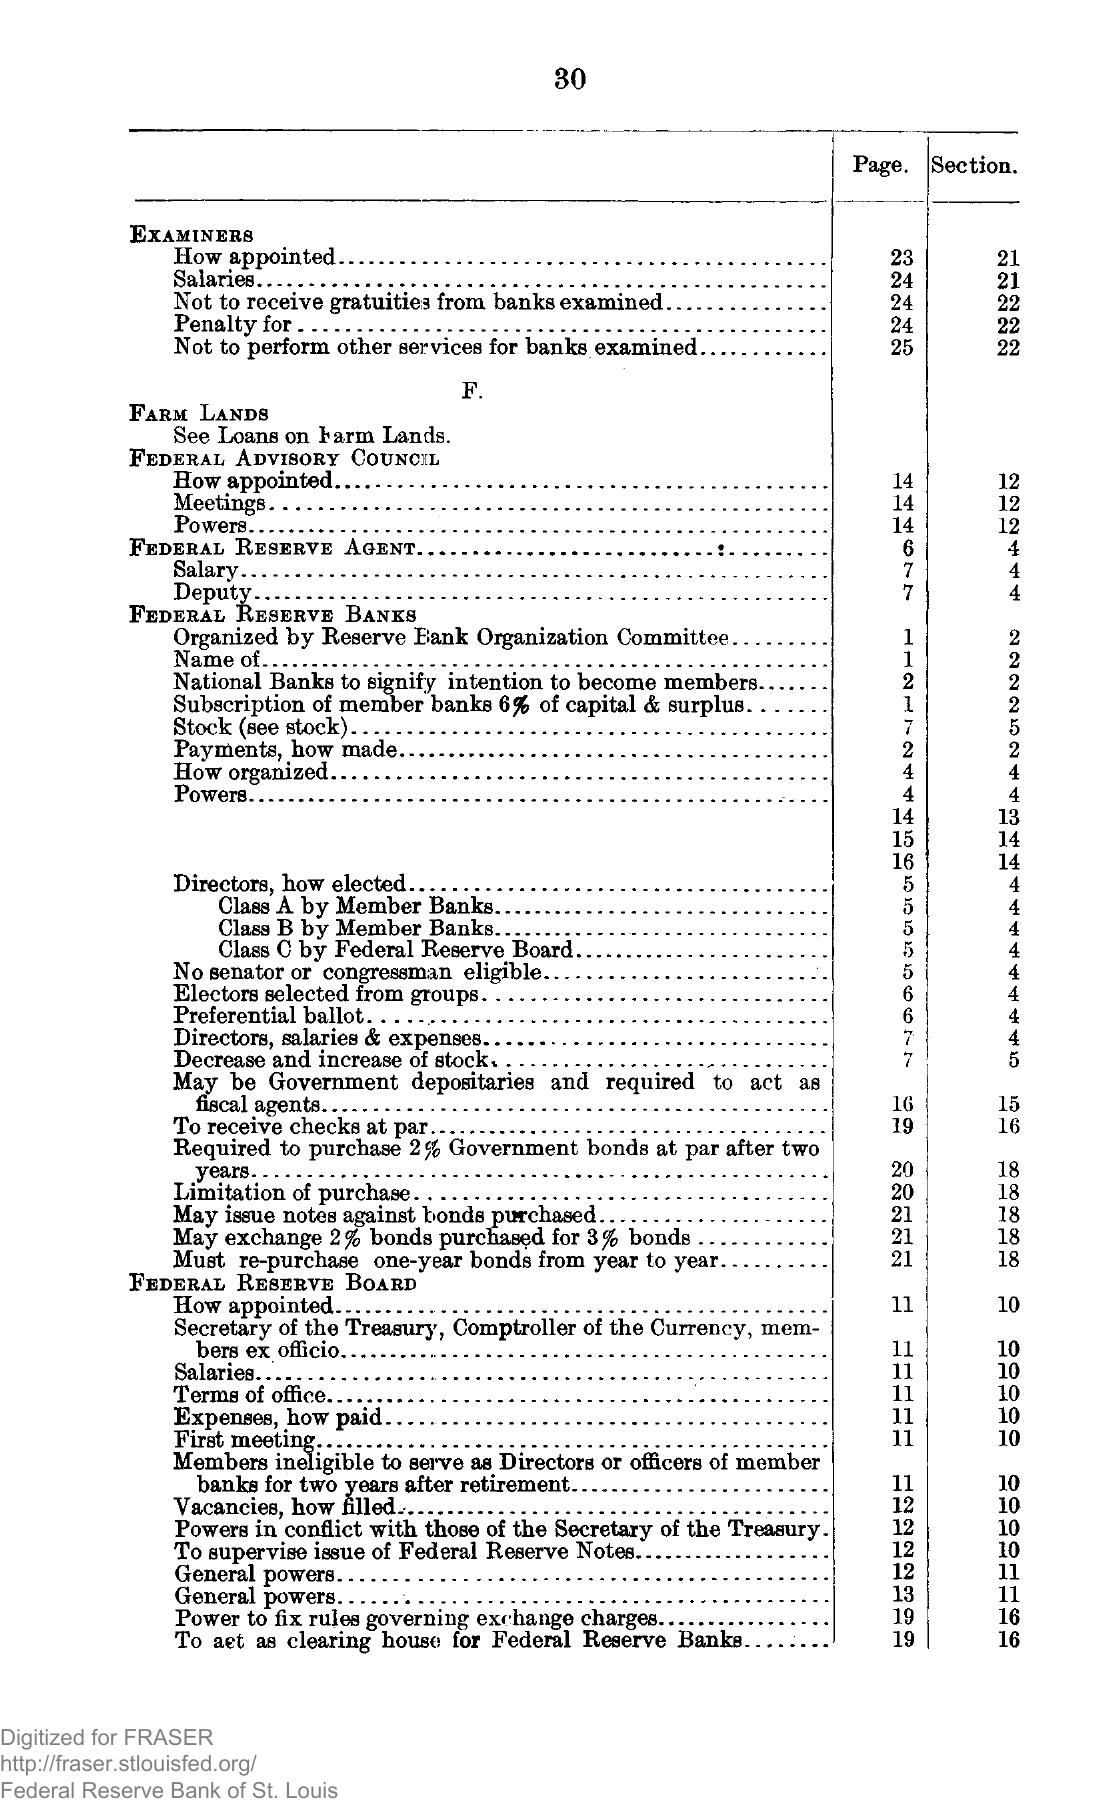 30
Page. Section.
EXAMINERS
How appointed 23 21
Salaries 24 21
Not to receive gratuities from banks examined 24 22
Penalty for 24 22
Not to perform other services for banks examined 25 22
F.
FARM LANDS
See Loans on Farm Lands.
FEDERAL ADVISORY COUNCIL
How appointed 14 12
Meetings 14 12
Powers 14 12
FEDERAL RESERVE AGENT 6 4
Salary 7 4
Deputy 7 4
FEDERAL RESERVE BANKS
Organized by Reserve Bank Organization Committee 1 2
Name of 1 2
National Banks to signify intention to become members 2 2
Subscription of member banks 6% of capital & surplus 1 2
Stock (see stock) 7 5
Payments, how made 2 2
How organized 4 4
Powers 4 4
14 13
15 14
16 14
Directors, how elected 5 4
Class A by Member Banks 5 4
Class B by Member Banks 5 4
Class C by Federal Reserve Board 5 4
No senator or congressman eligible 5 4
Electors selected from groups 6 4
Preferential ballot 6 4
Directors, salaries & expenses 7 4
Decrease and increase of stock 7 5
May be Government depositaries and required to act as
fiscal agents 16 15
To receive checks at par 19 16
Required to purchase 2% Government bonds at par after two
years 20 18
Limitation of purchase 20 18
May issue notes against bonds purchased 21 18
May exchange 2% bonds purchased for 3% bonds 21 18
Must re-purchase one-year bonds from year to year 21 18
FEDERAL RESERVE BOARD
How appointed 11 10
Secretary of the Treasury, Comptroller of the Currency, mem-
bers ex officio 11 10
Salaries 11 10
Terms of office 11 10
Expenses, how paid 11 10
First meeting 11 10
Members ineligible to serve as Directors or officers of member
banks for two years after retirement 11 10
Vacancies, how filled 12 10
Powers in conflict with those of the Secretary of the Treasury. 12 10
To supervise issue of Federal Reserve Notes 12 10
General powers 12 11
General powers 13 11
Power to fix rules governing exchange charges 19 16
To act as clearing house for Federal Reserve Banks 19 16
Digitized for FRASER
http://fraser.stlouisfed.org/
Federal Reserve Bank of St. Louis